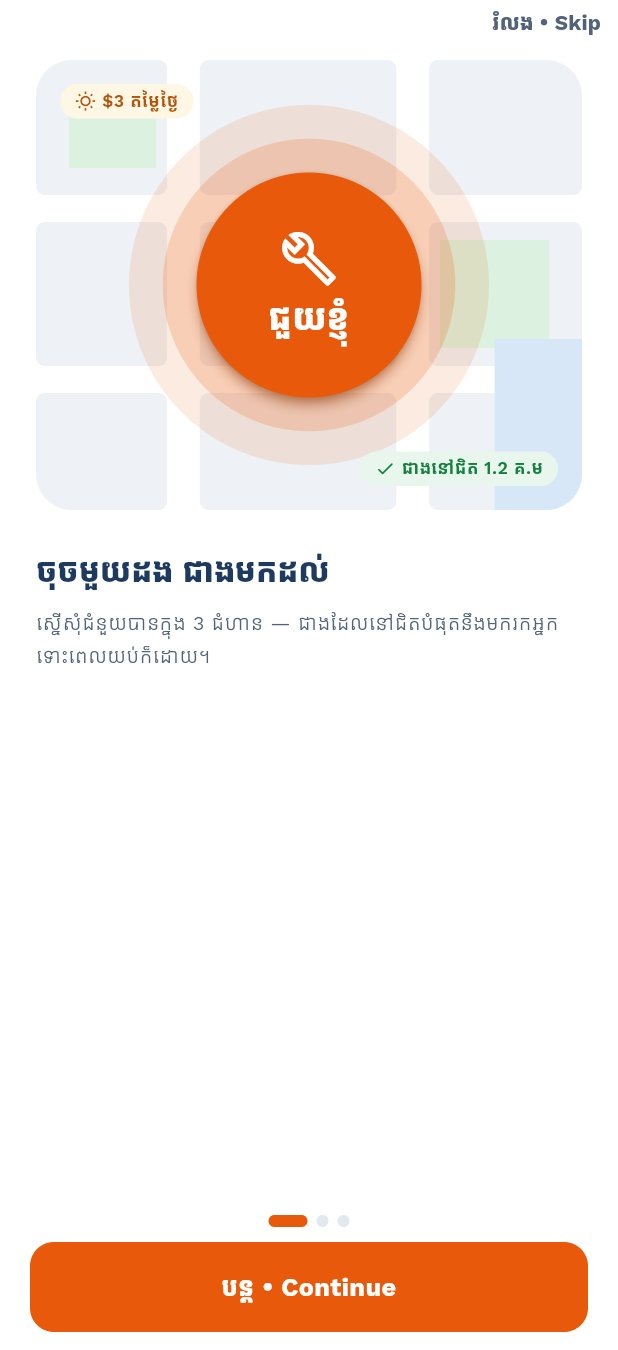 រំលង • Skip
$3 តម្លៃថ្ងៃ
ជួយខ្ញុំ
ជាងនៅជិត 1.2 គ.ម
ចុចមួយដង ជាងមកដល់
ស្នើសុំជំនួយបានក្នុង 3 ជំហាន — ជាងដែលនៅជិតបំផុតនឹងមករកអ្នក
ទោះពេលយប់ក៏ដោយ។
បន្ត • Continue